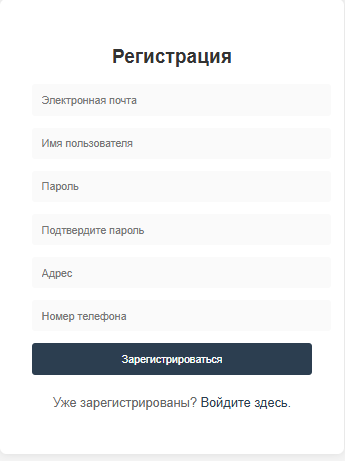 Регистрация
Электронная почта
Имя пользователя
Пароль
Подтвердите пароль
Адрес
Номер телефона
Зарегистрироваться
Уже зарегистрированы? Войдите здесь.